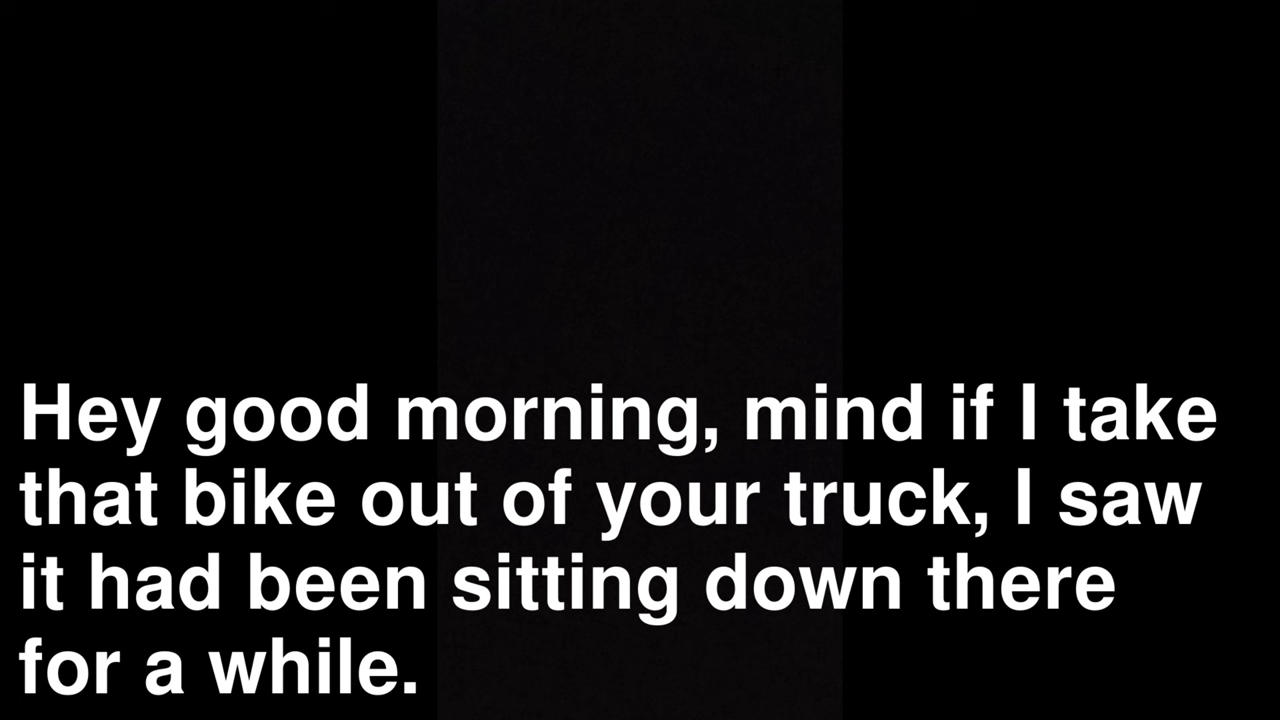 Hey good morning, mind if I take
that bike out of your truck, I saw
it had been sitting down there
for a while.